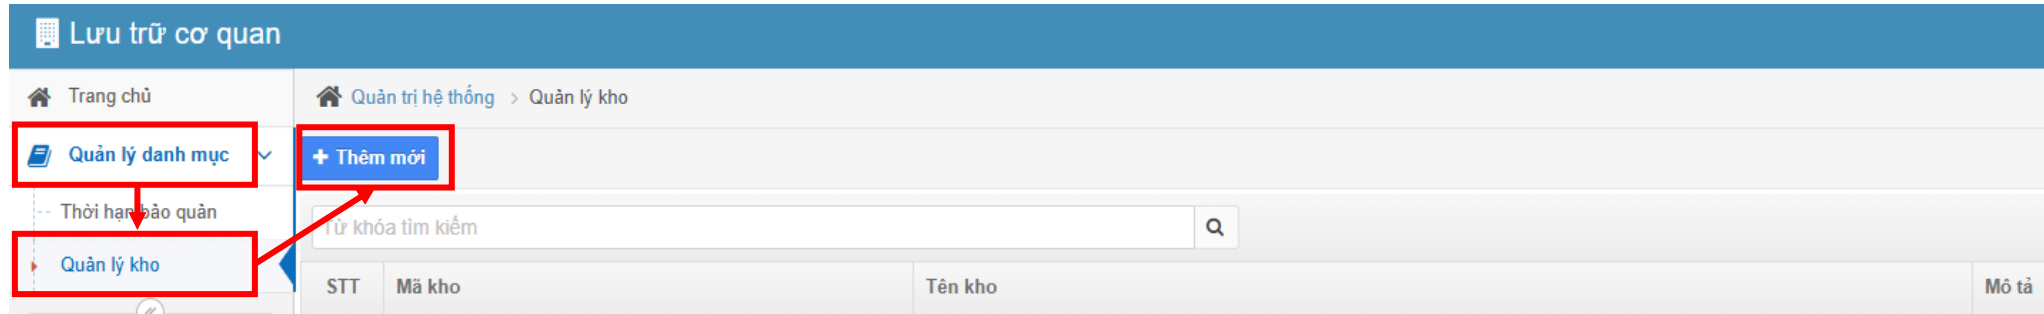 Lưu trữ cơ quan
Trang chủ
Quản trị hệ thống > Quản lý kho
Quản lý danh mục
+ Thêm mới
Thời hạn bảo quản
Từ khóa tìm kiếm
Quản lý kho
STT Mã kho Tên kho Mô tả